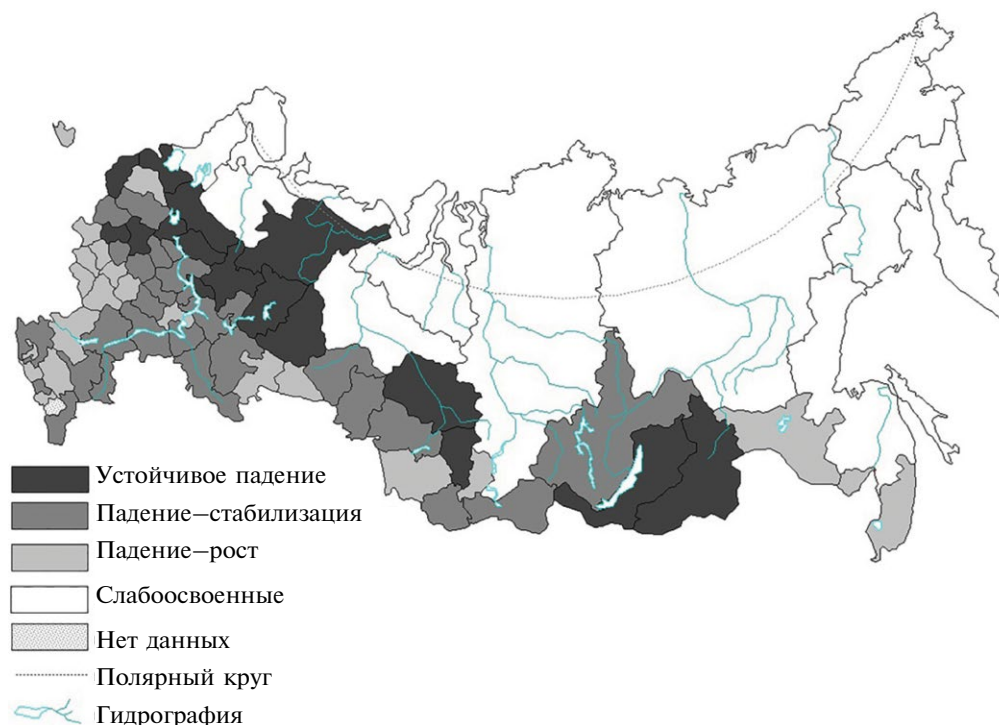 Устойчивое падение
Падение–стабилизация
Падение–рост
Слабоосвоенные
Нет данных
Полярный круг
Гидрография